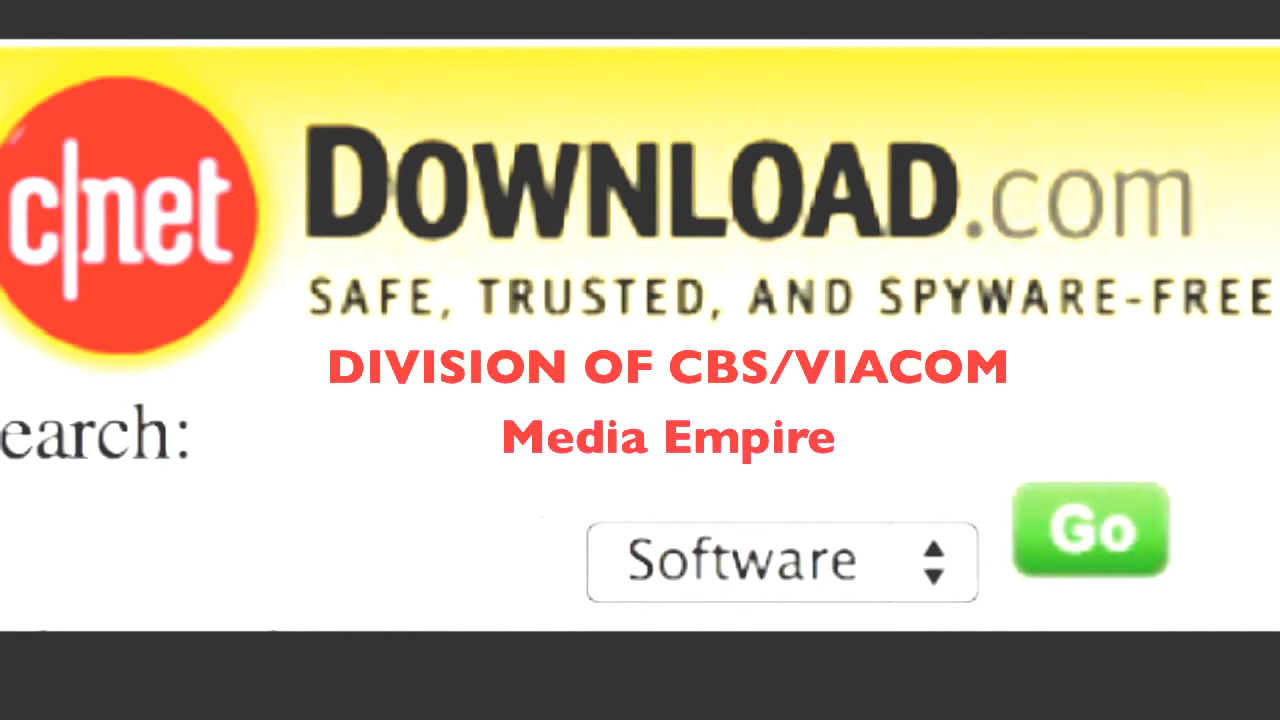 c|net
DOWNLOAD.com
SAFE, TRUSTED, AND SPYWARE-FREE
DIVISION OF CBS/VIACOM
earch:
Media Empire
Software
Go